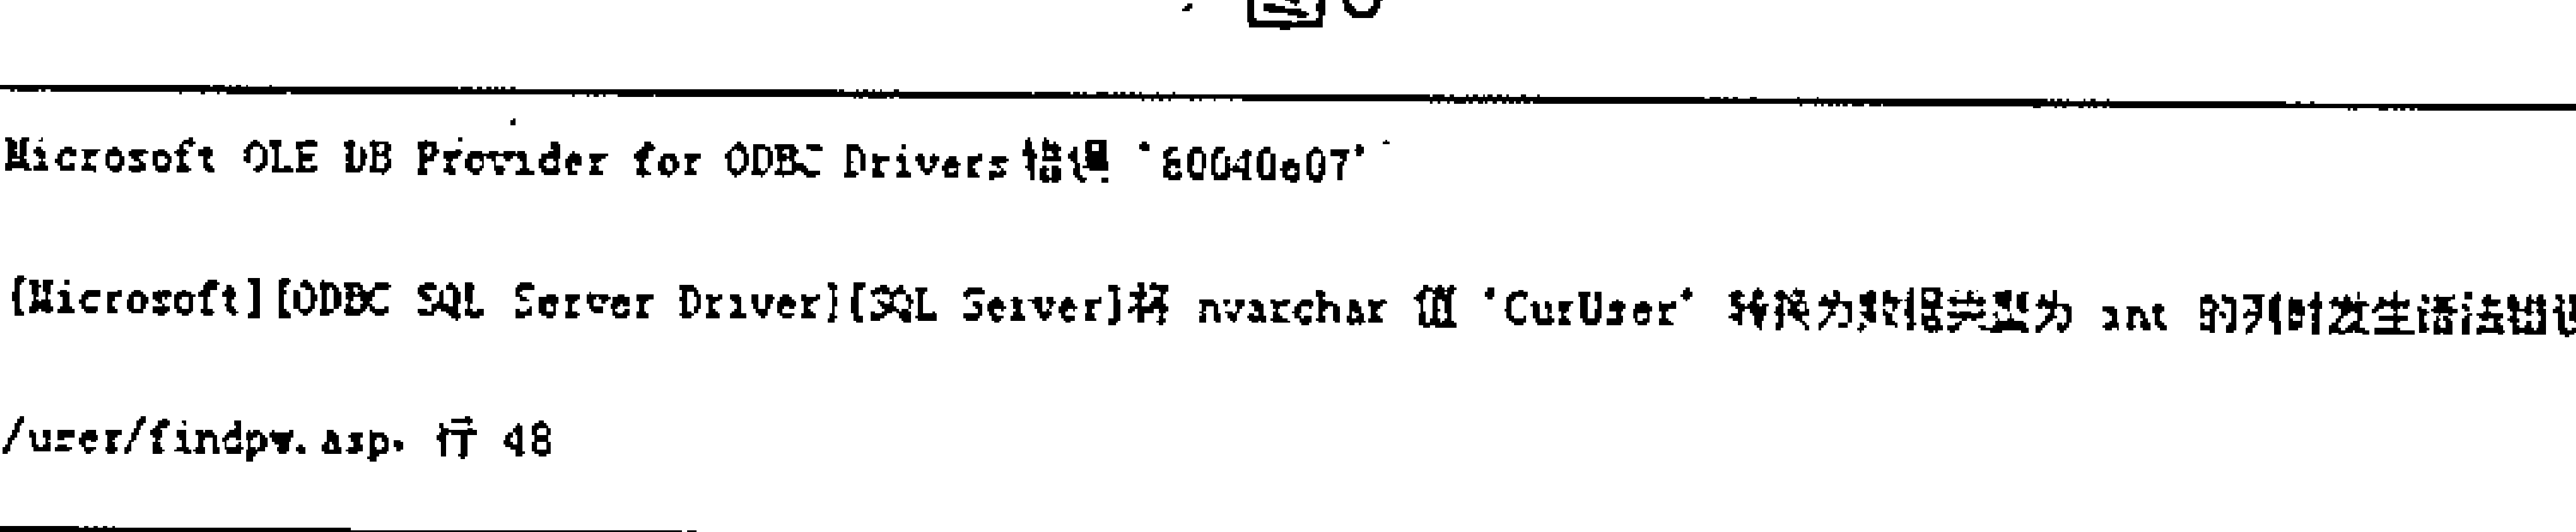 Microsoft OLE DB Provider for ODBC Drivers 错误 '80040e07'
[Microsoft][ODBC SQL Server Driver][SQL Server]将 nvarchar 值 'CurUser' 转换为数据类型为 int 的列时发生语法错误
/user/findpw.asp, 行 48